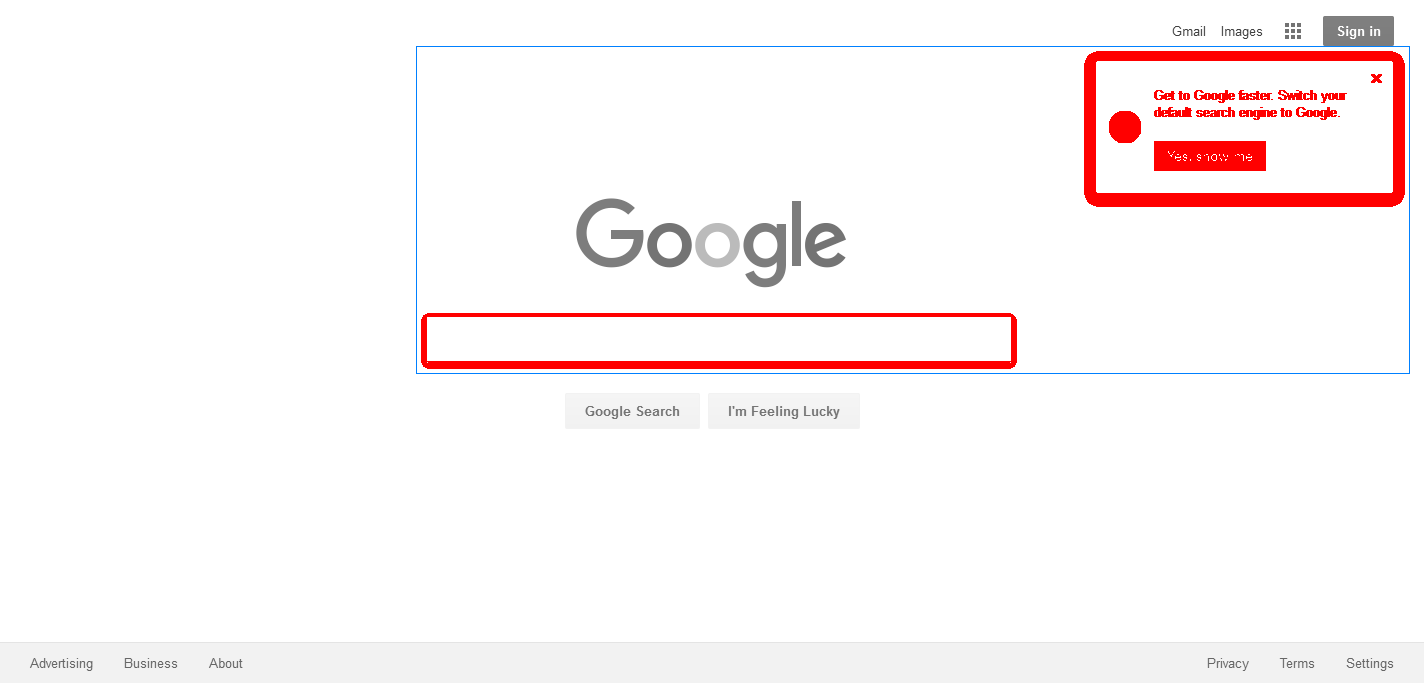 Gmail Images Sign in
Get to Google faster. Switch your
default search engine to Google.
Yes, show me
Google
Google Search I'm Feeling Lucky
Advertising Business About Privacy Terms Settings